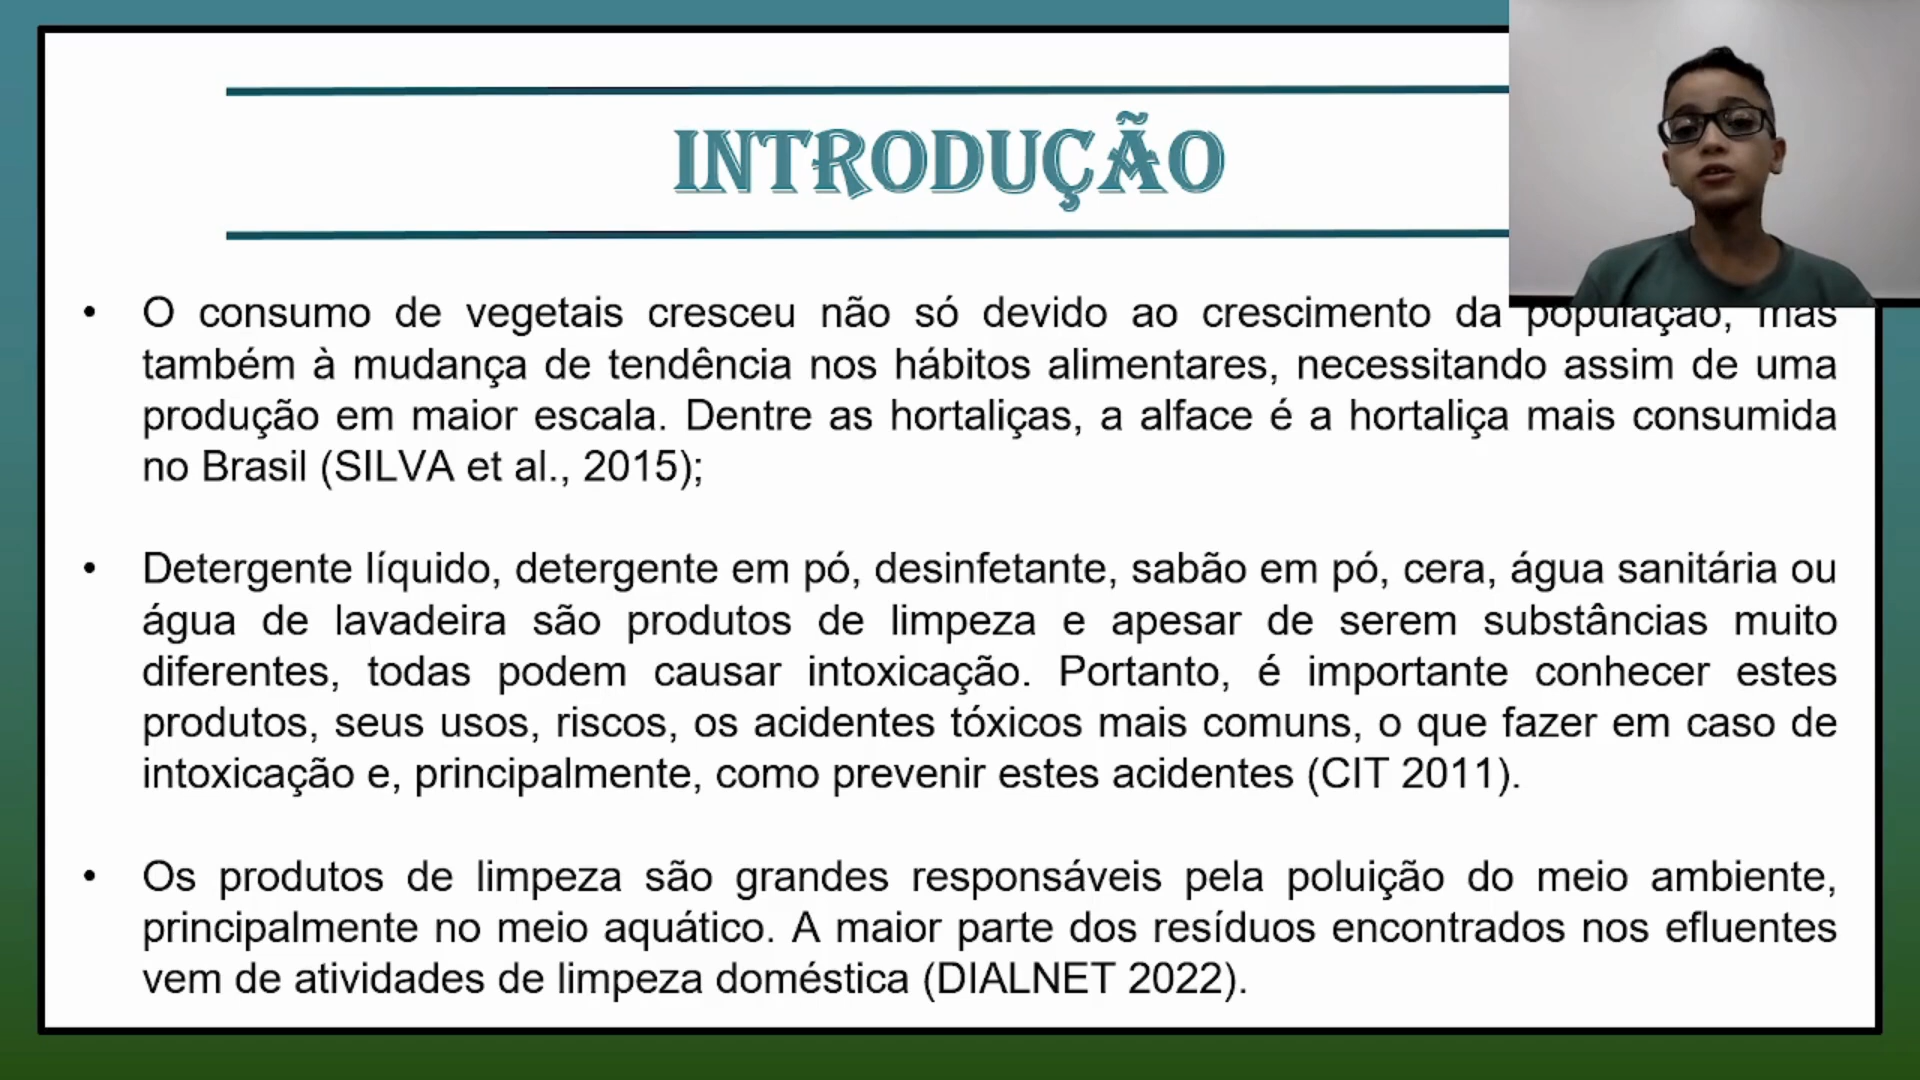 INTRODUÇÃO
• O consumo de vegetais cresceu não só devido ao crescimento da população, mas
também à mudança de tendência nos hábitos alimentares, necessitando assim de uma
produção em maior escala. Dentre as hortaliças, a alface é a hortaliça mais consumida
no Brasil (SILVA et al., 2015);
• Detergente líquido, detergente em pó, desinfetante, sabão em pó, cera, água sanitária ou
água de lavadeira são produtos de limpeza e apesar de serem substâncias muito
diferentes, todas podem causar intoxicação. Portanto, é importante conhecer estes
produtos, seus usos, riscos, os acidentes tóxicos mais comuns, o que fazer em caso de
intoxicação e, principalmente, como prevenir estes acidentes (CIT 2011).
• Os produtos de limpeza são grandes responsáveis pela poluição do meio ambiente,
principalmente no meio aquático. A maior parte dos resíduos encontrados nos efluentes
vem de atividades de limpeza doméstica (DIALNET 2022).